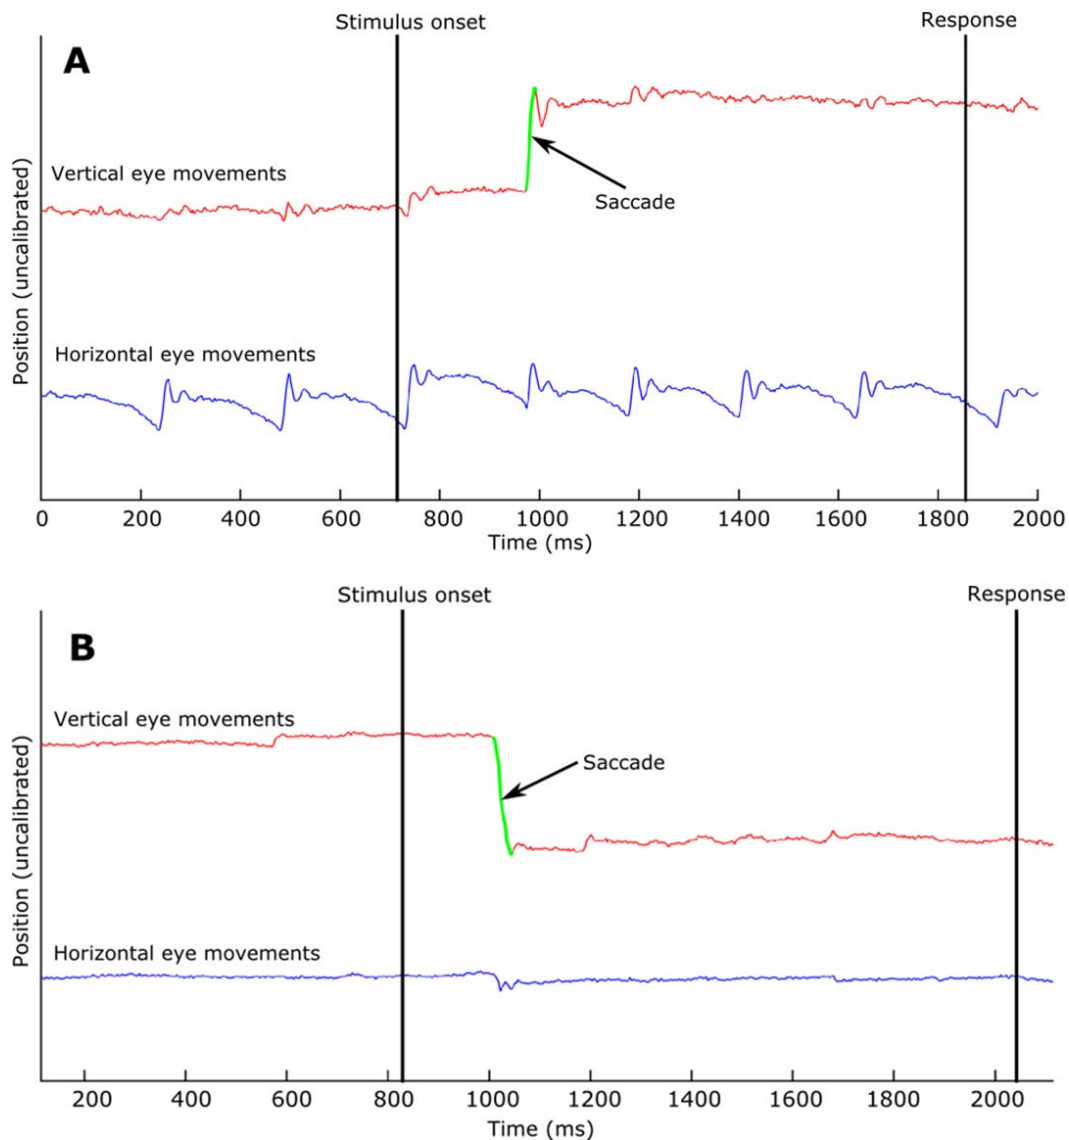 Stimulus onset
Response
A
Vertical eye movements
Saccade
Horizontal eye movements
Position (uncalibrated)
0 200 400 600 800 1000 1200 1400 1600 1800 2000
Time (ms)
Stimulus onset
Response
B
Vertical eye movements
Saccade
Horizontal eye movements
Position (uncalibrated)
200 400 600 800 1000 1200 1400 1600 1800 2000
Time (ms)